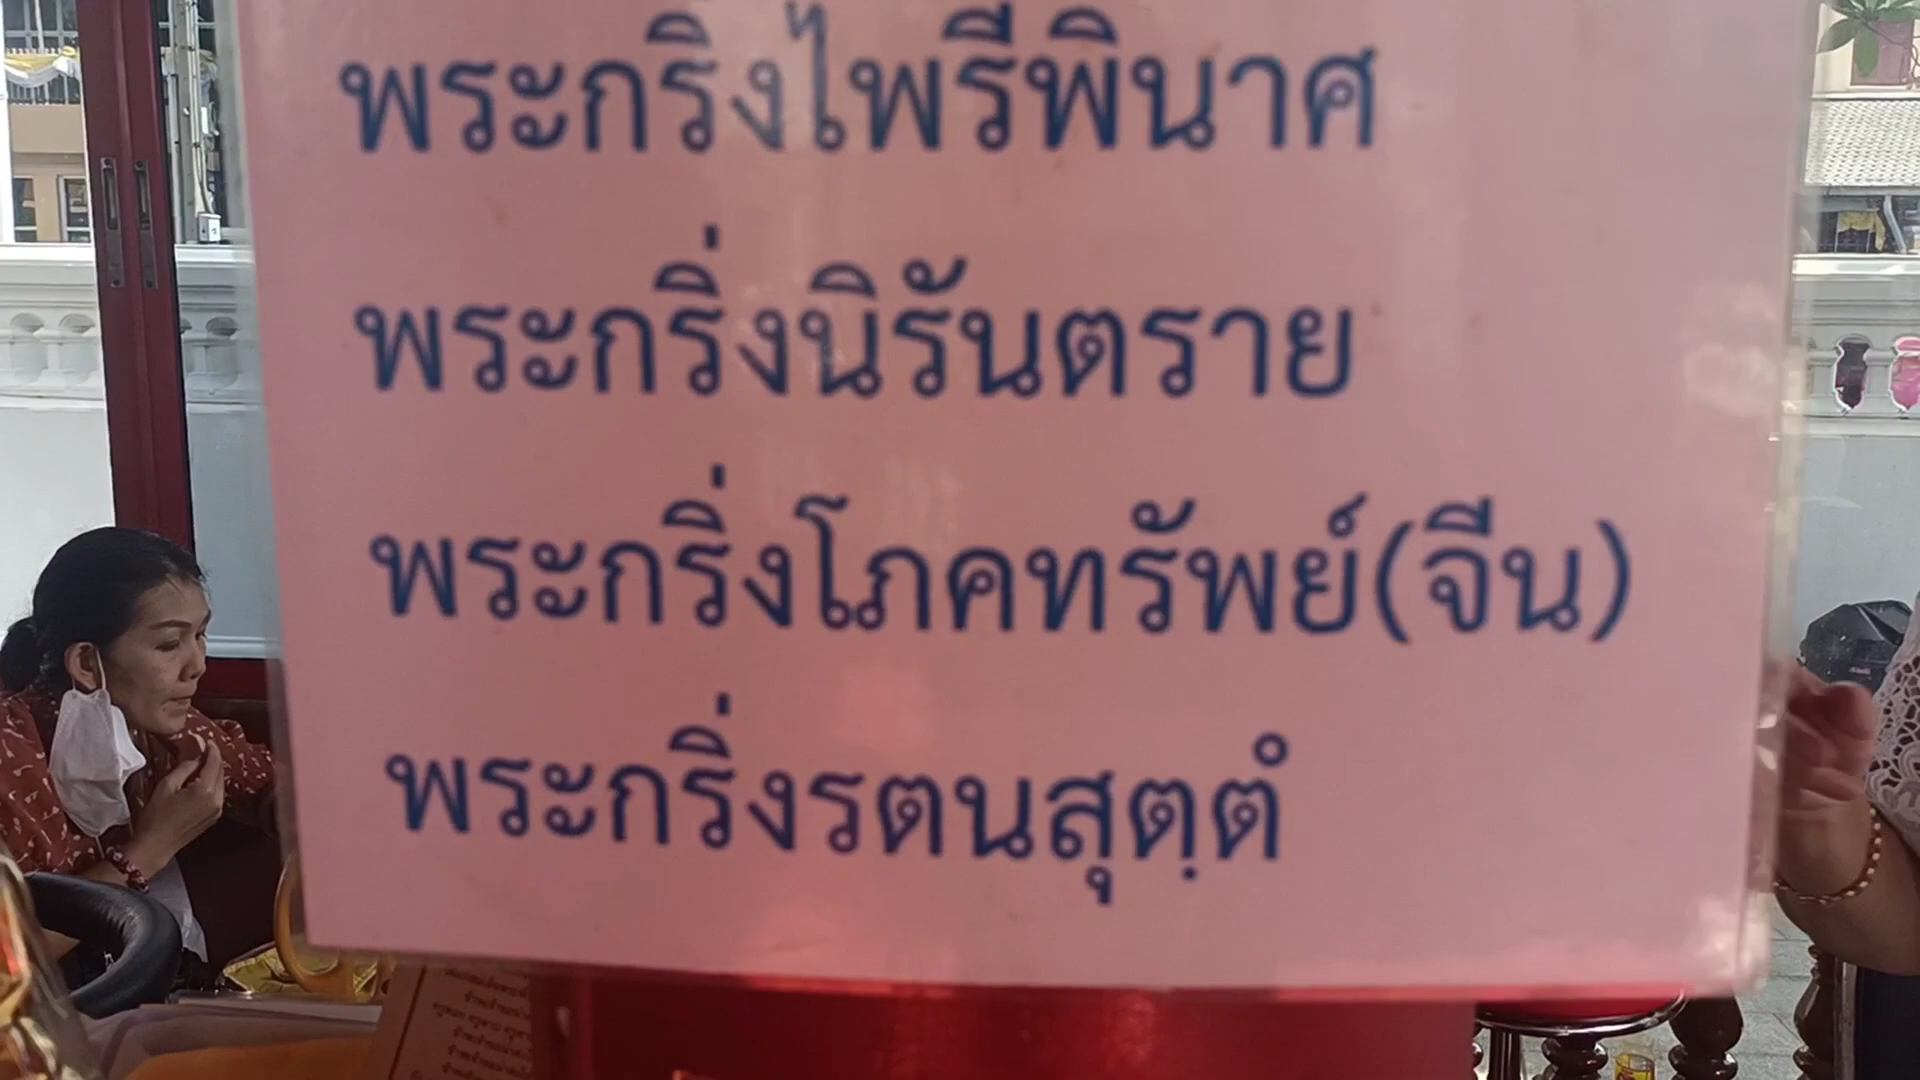 พระกริ่งไพรีพินาศ
พระกริ่งนิรันตราย
พระกริ่งโภคทรัพย์(จีน)
พระกริ่งรตนสุตฺตํ